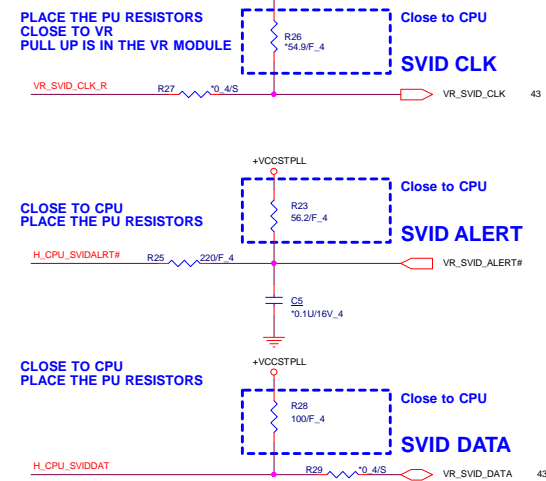 PLACE THE PU RESISTORS
CLOSE TO VR
PULL UP IS IN THE VR MODULE
R26
*54.9/F_4
Close to CPU
SVID CLK
VR_SVID_CLK_R
R27
*0_4/S
VR_SVID_CLK
43
+VCCSTPLL
CLOSE TO CPU
PLACE THE PU RESISTORS
R23
56.2/F_4
Close to CPU
SVID ALERT
H_CPU_SVIDALRT#
R25
220/F_4
VR_SVID_ALERT#
C5
*0.1U/16V_4
CLOSE TO CPU
PLACE THE PU RESISTORS
+VCCSTPLL
R28
100/F_4
Close to CPU
SVID DATA
H_CPU_SVIDDAT
R29
*0_4/S
VR_SVID_DATA
43